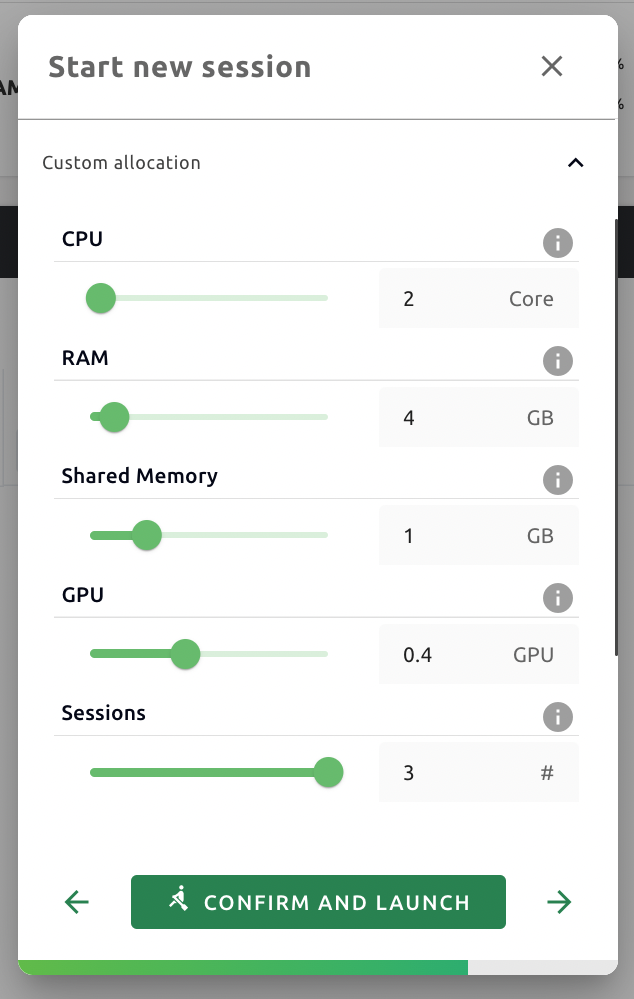 Start new session
%
AM
%
Custom allocation
CPU
2 Core
RAM
4 GB
Shared Memory
1 GB
GPU
0.4 GPU
Sessions
3 #
CONFIRM AND LAUNCH